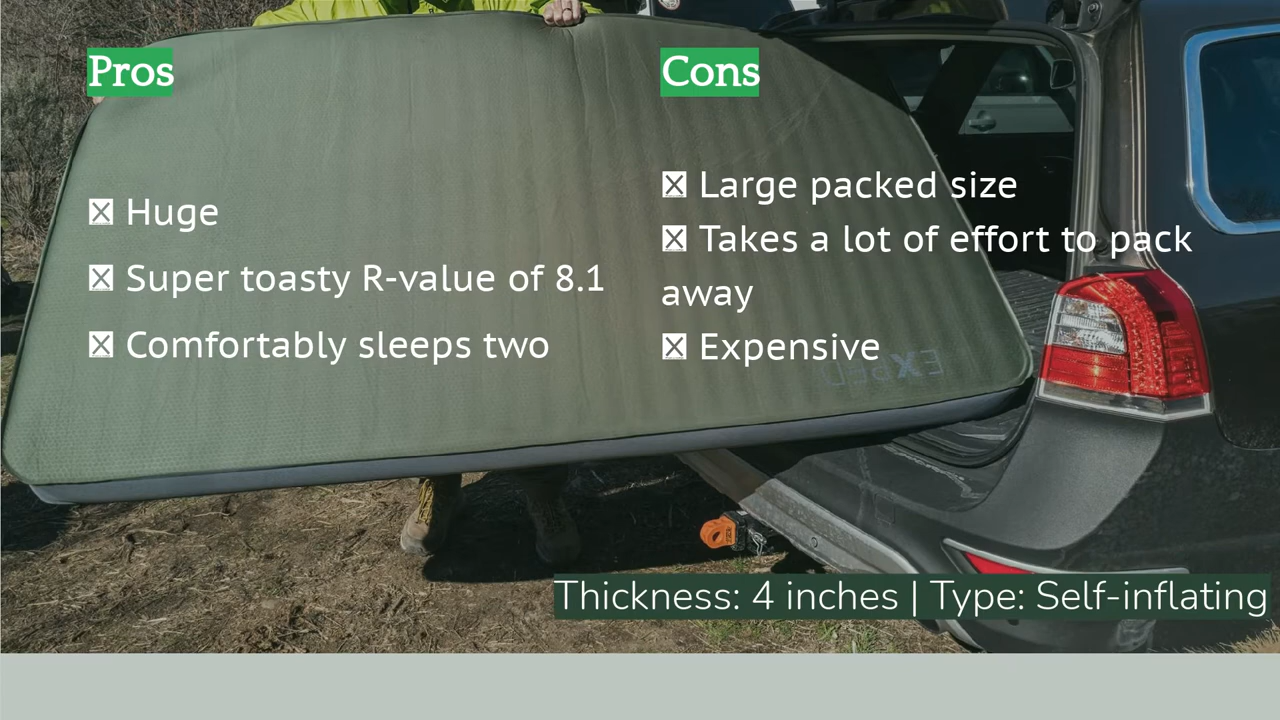 Pros
☒ Huge
☒ Super toasty R-value of 8.1
☒ Comfortably sleeps two
Cons
☒ Large packed size
☒ Takes a lot of effort to pack
away
☒ Expensive
EXPED
Thickness: 4 inches | Type: Self-inflating